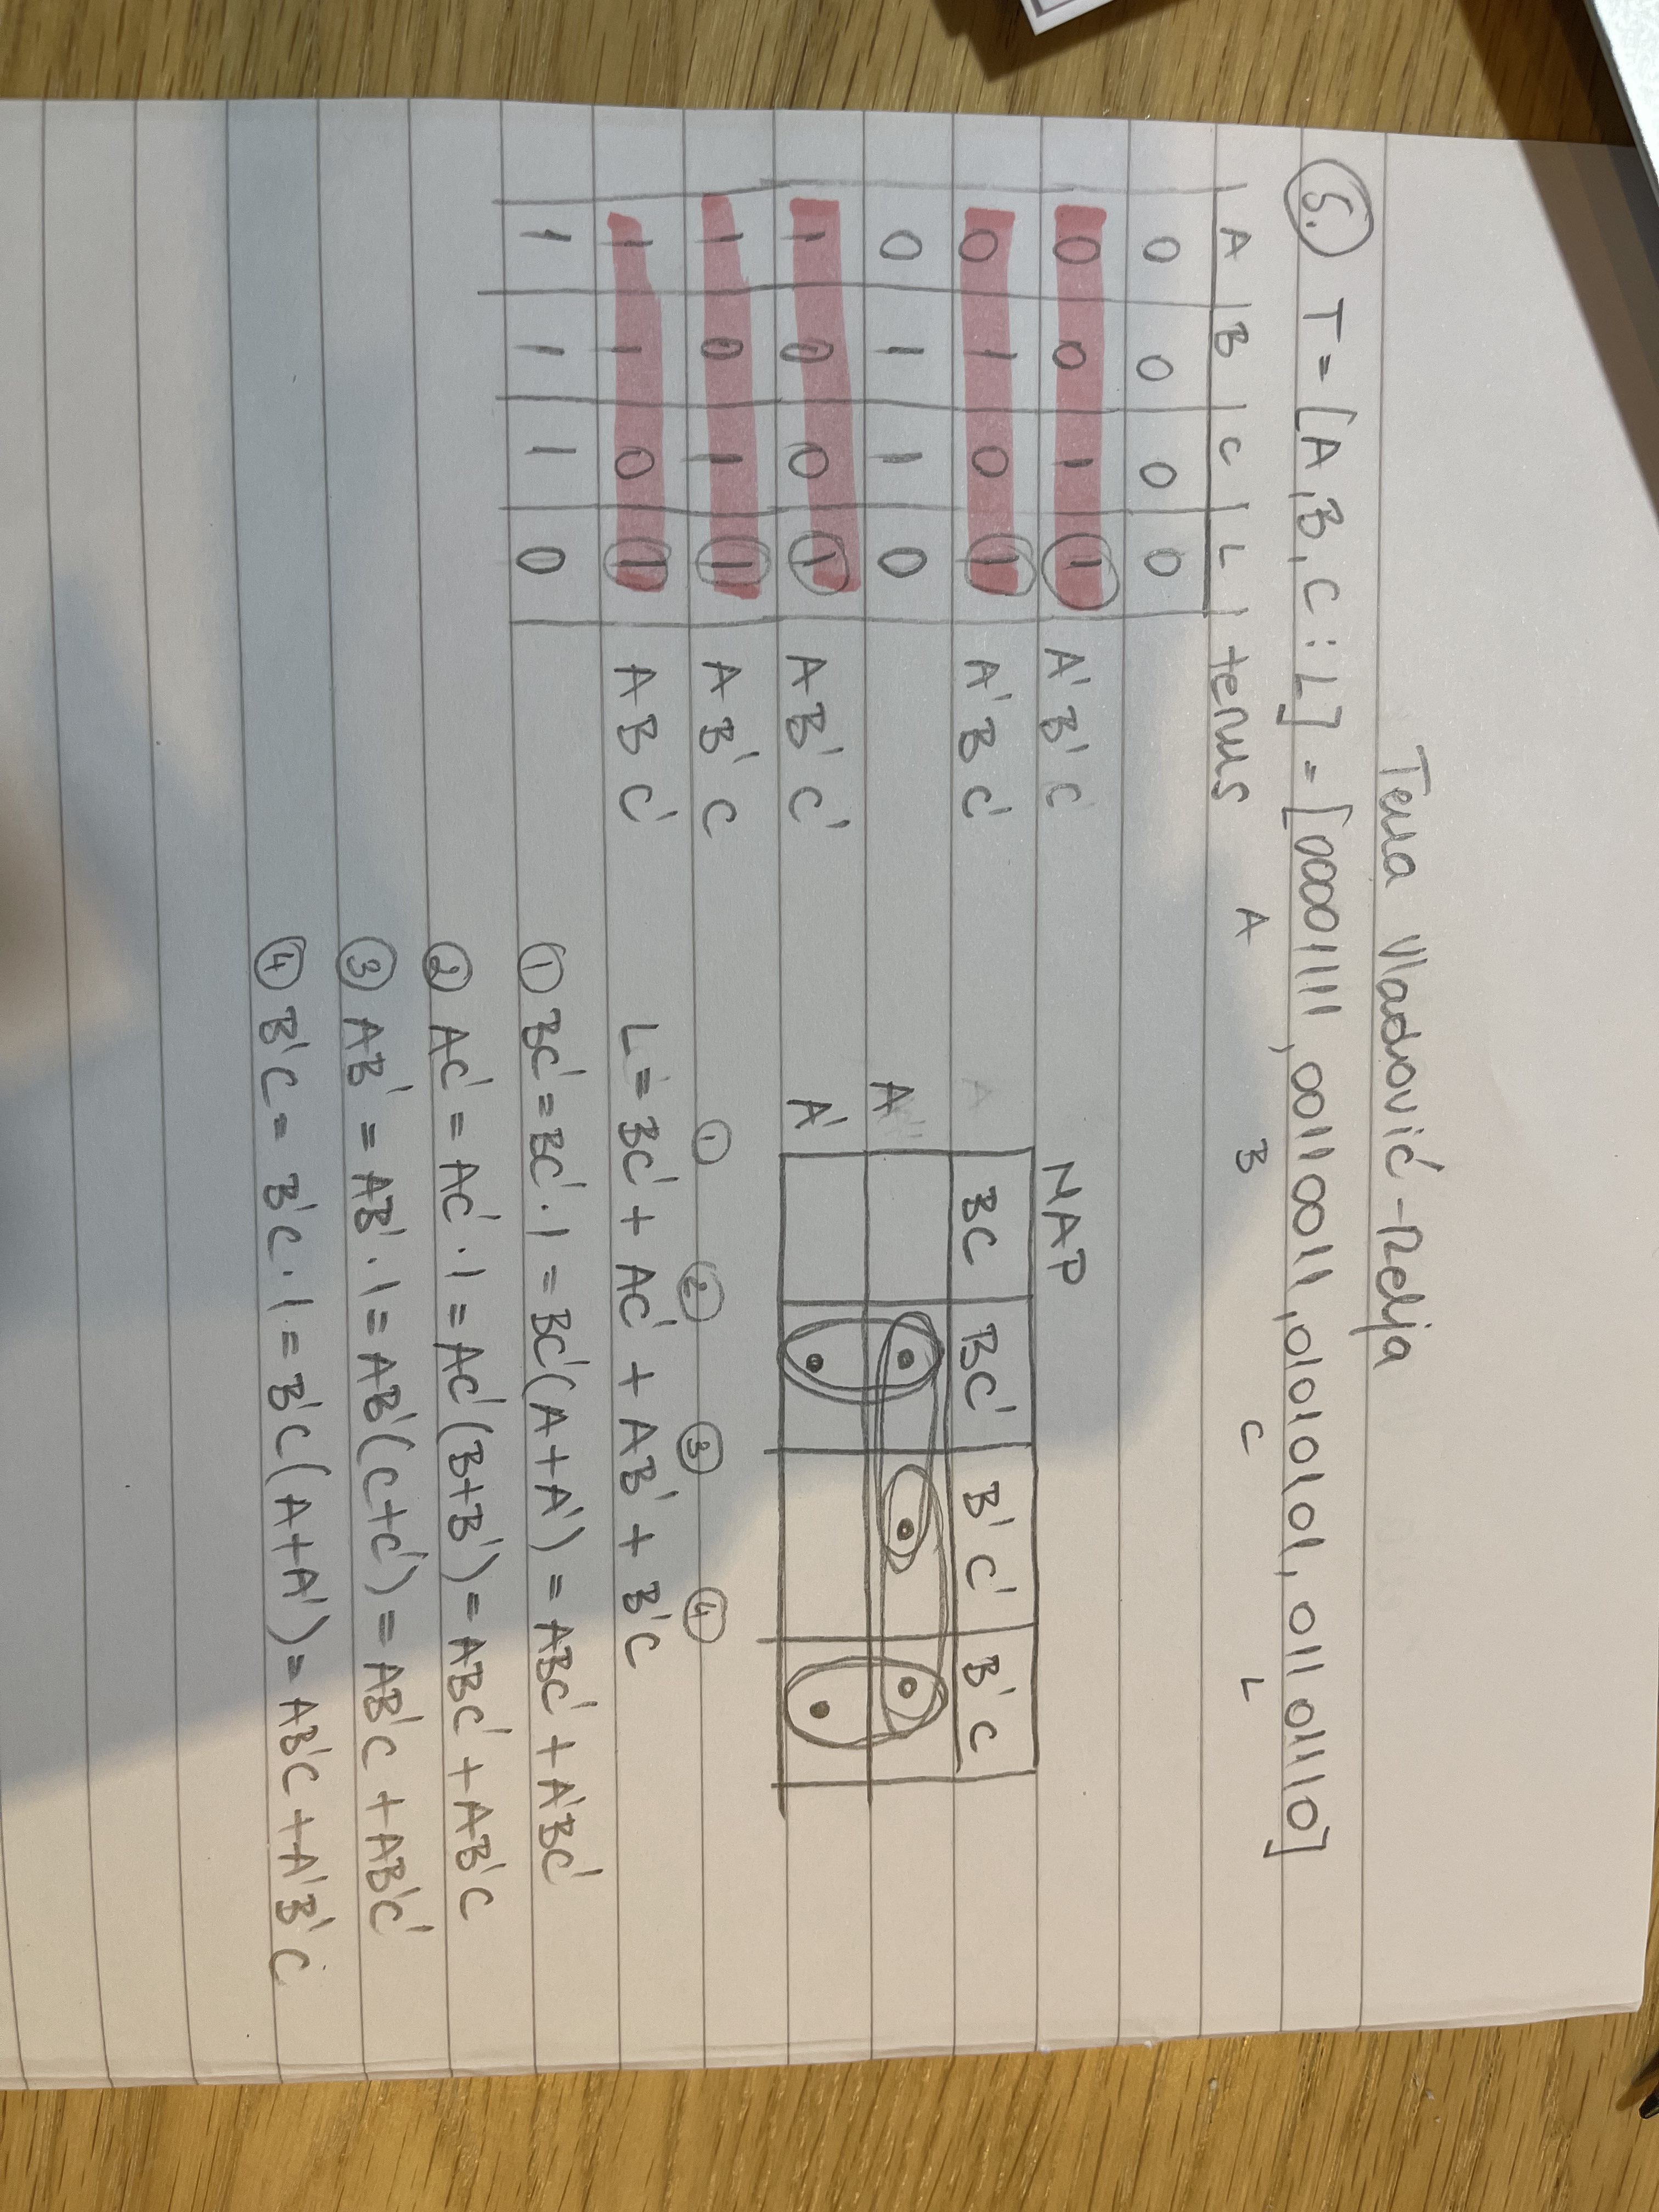 Tena Vladović-Relja
5. T = [A, B, C : L] = [00001111, 00110011, 01010101, 01101110]
A B C L
A B C L terms
0 0 0 0
0 0 1 1 A'B'C
0 1 0 1 A'BC'
0 1 1 0
1 0 0 1 AB'C'
1 0 1 1 AB'C
1 1 0 1 ABC'
1 1 1 0
MAP
BC BC' B'C' B'C
A
A'
① ② ③ ④
L = BC' + AC' + AB' + B'C
① BC' = BC' · 1 = BC'(A+A') = ABC' + A'BC'
② AC' = AC' · 1 = AC'(B+B') = ABC' + AB'C
③ AB' = AB' · 1 = AB'(C+C') = AB'C + AB'C'
④ B'C = B'C · 1 = B'C(A+A') = AB'C + A'B'C